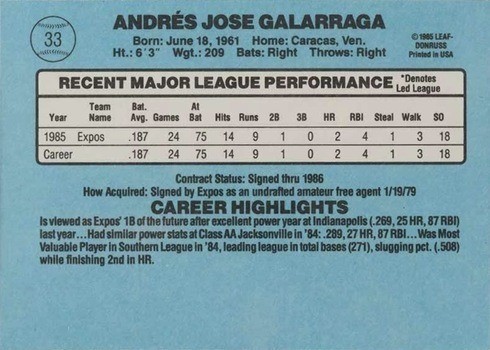 33
ANDRÉS JOSE GALARRAGA
Born: June 18, 1961 Home: Caracas, Ven.
Ht.: 6'3" Wgt.: 209 Bats: Right Throws: Right
© 1985 LEAF-
DONRUSS
Printed in USA
RECENT MAJOR LEAGUE PERFORMANCE
*Denotes
Led League
Year Team Name Bat. Avg. Games At Bat Hits Runs 2B 3B HR RBI Steal Walk SO
1985 Expos .187 24 75 14 9 1 0 2 4 1 3 18
Career .187 24 75 14 9 1 0 2 4 1 3 18
Contract Status: Signed thru 1986
How Acquired: Signed by Expos as an undrafted amateur free agent 1/19/79
CAREER HIGHLIGHTS
Is viewed as Expos' 1B of the future after excellent power year at Indianapolis (.269, 25 HR, 87 RBI)
last year...Had similar power stats at Class AA Jacksonville in '84: .289, 27 HR, 87 RBI...Was Most
Valuable Player in Southern League in '84, leading league in total bases (271), slugging pct. (.508)
while finishing 2nd in HR.